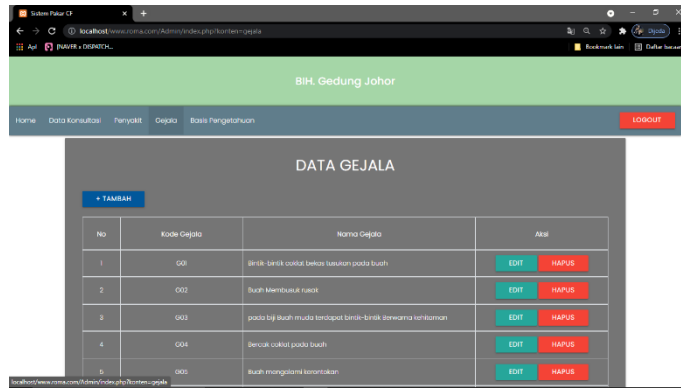 Sistem Pakar CF
localhost/www.roma.com/Admin/index.php?konten=gejala
Dijeda
Apl
[NAVER x DISPATCH...
Bookmark lain
Daftar bacaan
BIH. Gedung Johor
Home Data Konsultasi Penyakit Gejala Basis Pengetahuan LOGOUT
DATA GEJALA
+ TAMBAH
No Kode Gejala Nama Gejala Aksi
1 G01 Bintik-bintik coklat bekas tusukan pada buah EDIT HAPUS
2 G02 Buah Membusuk rusak EDIT HAPUS
3 G03 pada biji Buah muda terdapat bintik-bintik Berwarna kehitaman EDIT HAPUS
4 G04 Bercak coklat pada buah EDIT HAPUS
5 G05 Buah mengalami kerontokan EDIT HAPUS
localhost/www.roma.com/Admin/index.php?konten=gejala